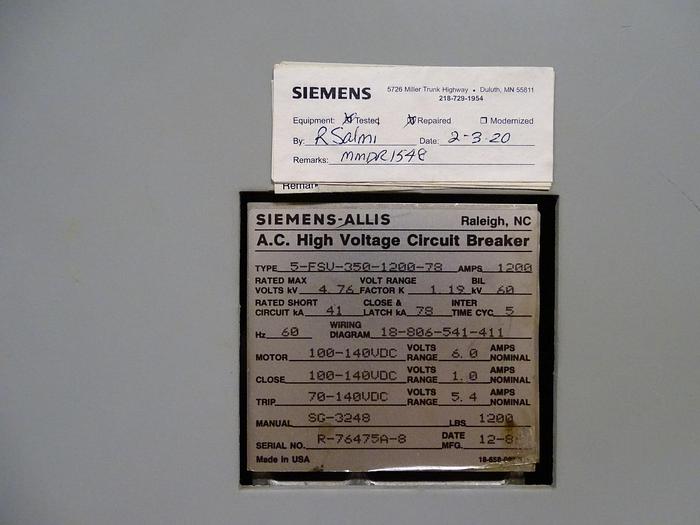 SIEMENS 5726 Miller Trunk Highway • Duluth, MN 55811
218-729-1954
Equipment: Tested Repaired Modernized
By: R Salmi Date: 2-3-20
Remarks: MMDR1548
SIEMENS-ALLIS Raleigh, NC
A.C. High Voltage Circuit Breaker
TYPE 5-FSV-350-1200-78 AMPS 1200
RATED MAX VOLT RANGE BIL
VOLTS kV 4.76 FACTOR K 1.19 kV 60
RATED SHORT CLOSE & INTER
CIRCUIT kA 41 LATCH kA 78 TIME CYC 5
Hz 60 WIRING DIAGRAM 18-806-541-411
MOTOR 100-140VDC VOLTS RANGE 6.0 AMPS NOMINAL
CLOSE 100-140VDC VOLTS RANGE 1.0 AMPS NOMINAL
TRIP 70-140VDC VOLTS RANGE 5.4 AMPS NOMINAL
MANUAL SG-3248 LBS 1200
SERIAL NO. R-76475A-8 DATE MFG. 12-8
Made in USA